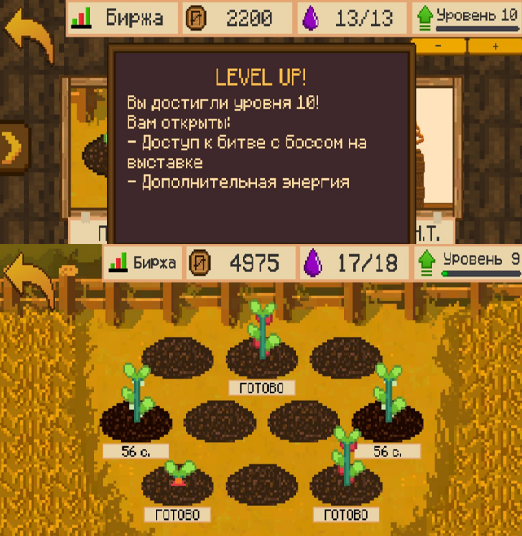 Биржа 2200 13/13 Уровень 10
- +
LEVEL UP!
Вы достигли уровня 10!
Вам открыты:
- Доступ к битве с боссом на
выставке
- Дополнительная энергия
П Н.Т.
Биржа 4975 17/18 Уровень 9
ГОТОВО
56 с. 56 с.
ГОТОВО ГОТОВО